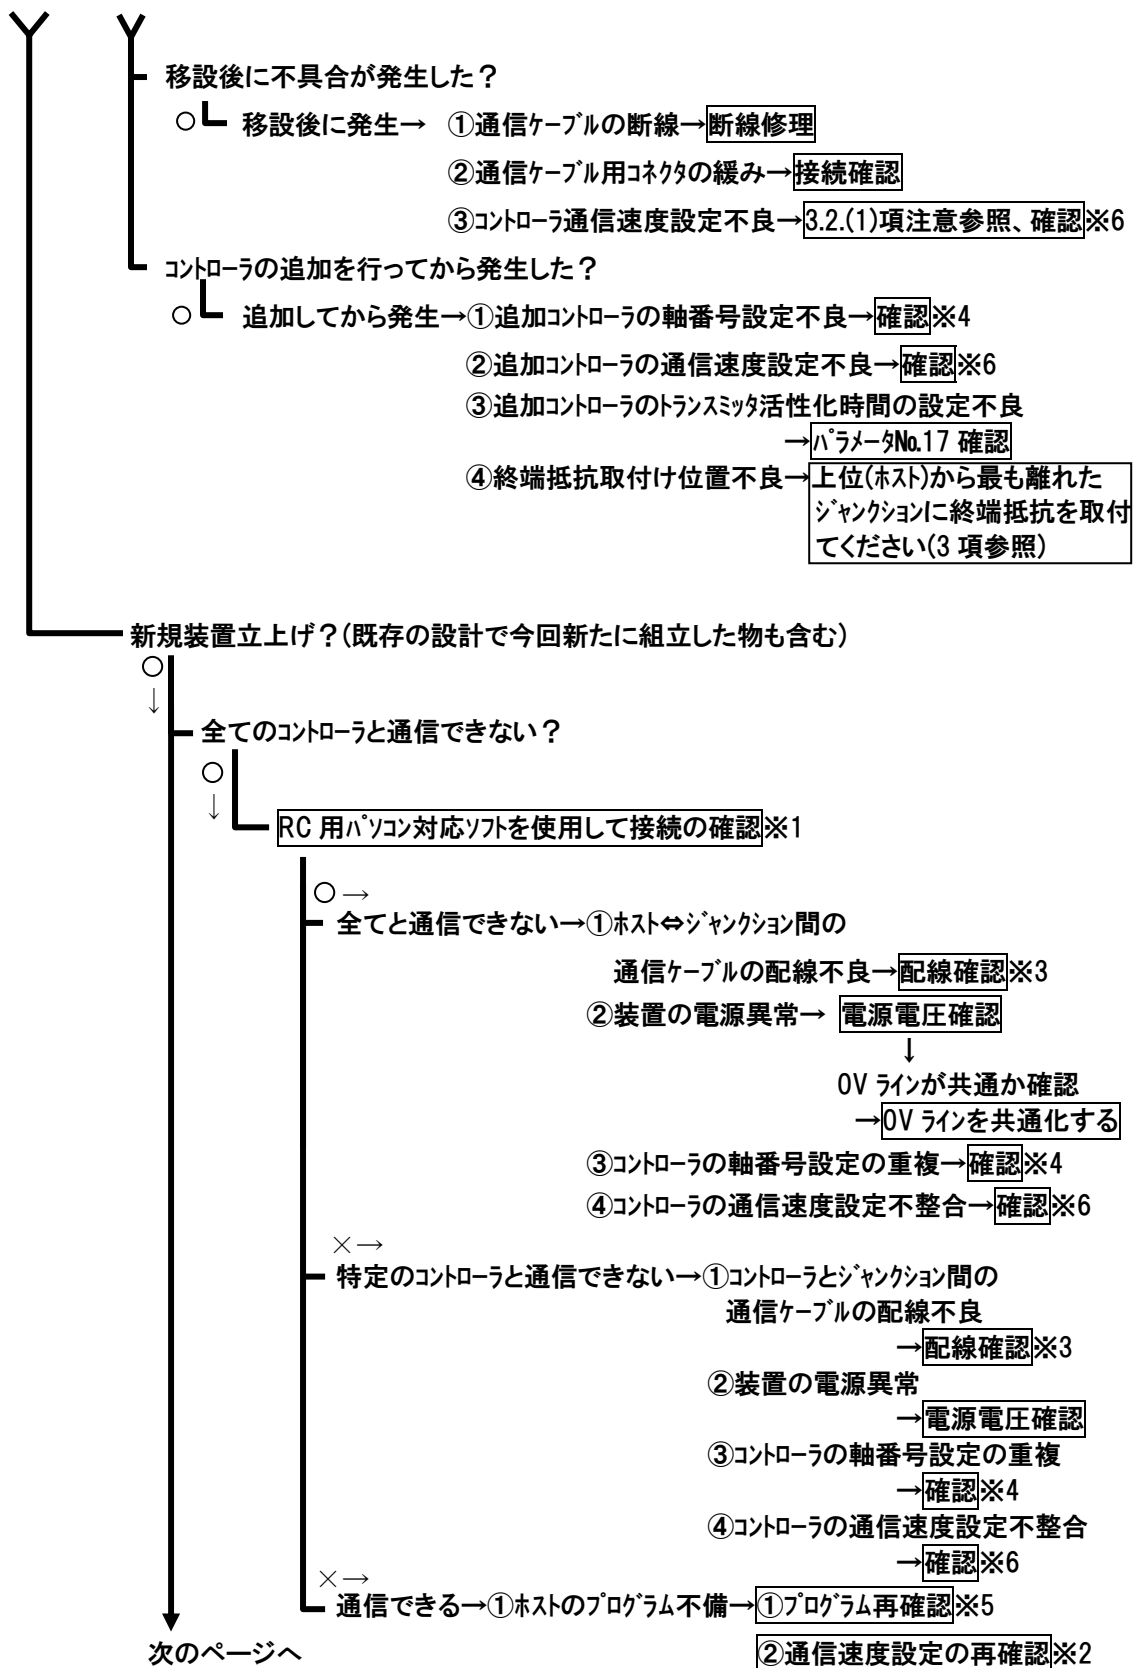 移設後に不具合が発生した？
○ 移設後に発生→ ①通信ｹｰﾌﾞﾙの断線→断線修理
②通信ｹｰﾌﾞﾙ用ｺﾈｸﾀの緩み→接続確認
③ｺﾝﾄﾛｰﾗ通信速度設定不良→3.2.(1)項注意参照、確認※6
ｺﾝﾄﾛｰﾗの追加を行ってから発生した？
○ 追加してから発生→①追加ｺﾝﾄﾛｰﾗの軸番号設定不良→確認※4
②追加ｺﾝﾄﾛｰﾗの通信速度設定不良→確認※6
③追加ｺﾝﾄﾛｰﾗのﾄﾗﾝｽﾐｯﾀ活性化時間の設定不良
→ﾊﾟﾗﾒｰﾀNo.17 確認
④終端抵抗取付け位置不良→上位(ﾎｽﾄ)から最も離れた
ｼﾞｬﾝｸｼｮﾝに終端抵抗を取付
てください(3 項参照)
新規装置立上げ？(既存の設計で今回新たに組立した物も含む)
○
↓
全てのｺﾝﾄﾛｰﾗと通信できない？
○
↓
RC 用ﾊﾟｿｺﾝ対応ｿﾌﾄを使用して接続の確認※1
○→
全てと通信できない→①ﾎｽﾄ⇔ｼﾞｬﾝｸｼｮﾝ間の
通信ｹｰﾌﾞﾙの配線不良→配線確認※3
②装置の電源異常→ 電源電圧確認
↓
0V ﾗｲﾝが共通か確認
→0V ﾗｲﾝを共通化する
③ｺﾝﾄﾛｰﾗの軸番号設定の重複→確認※4
④ｺﾝﾄﾛｰﾗの通信速度設定不整合→確認※6
×→
特定のｺﾝﾄﾛｰﾗと通信できない→①ｺﾝﾄﾛｰﾗとｼﾞｬﾝｸｼｮﾝ間の
通信ｹｰﾌﾞﾙの配線不良
→配線確認※3
②装置の電源異常
→電源電圧確認
③ｺﾝﾄﾛｰﾗの軸番号設定の重複
→確認※4
④ｺﾝﾄﾛｰﾗの通信速度設定不整合
→確認※6
×→
通信できる→①ﾎｽﾄのﾌﾟﾛｸﾞﾗﾑ不備→①ﾌﾟﾛｸﾞﾗﾑ再確認※5
次のページへ ②通信速度設定の再確認※2